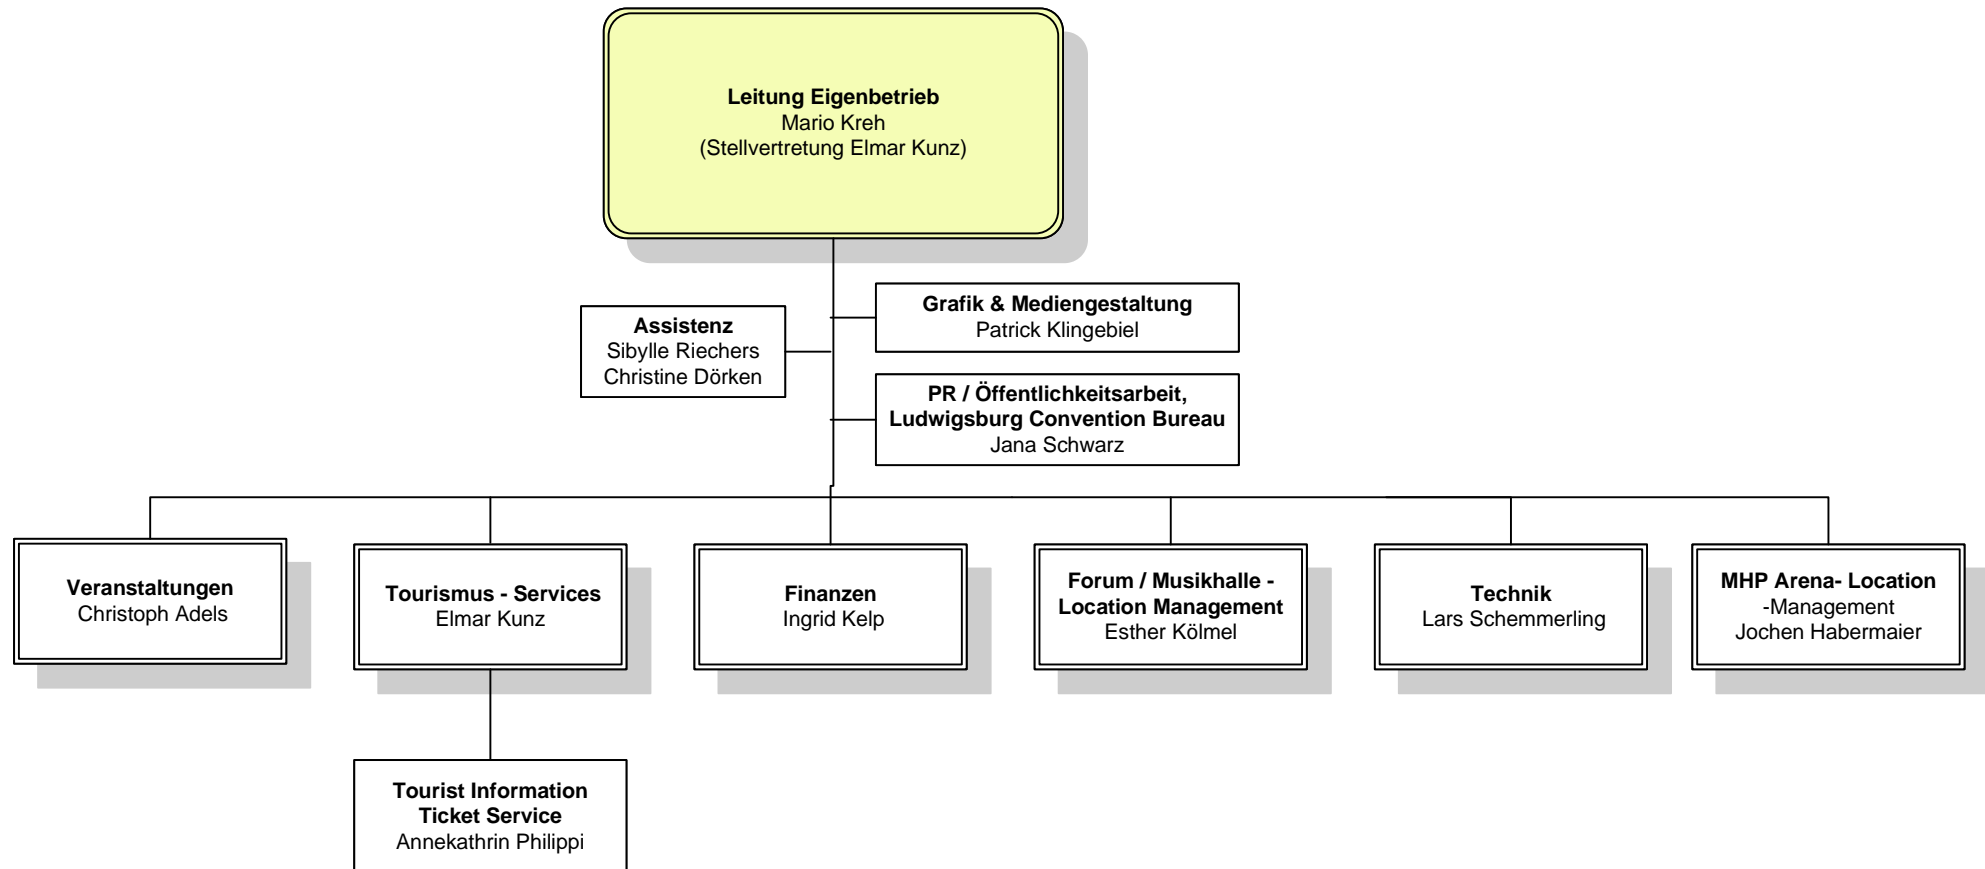 Leitung Eigenbetrieb
Mario Kreh
(Stellvertretung Elmar Kunz)
Grafik & Mediengestaltung
Patrick Klingebiel
Assistenz
Sibylle Riechers
Christine Dörken
PR / Öffentlichkeitsarbeit,
Ludwigsburg Convention Bureau
Jana Schwarz
Veranstaltungen
Christoph Adels
Tourismus - Services
Elmar Kunz
Finanzen
Ingrid Kelp
Forum / Musikhalle -
Location Management
Esther Kölmel
Technik
Lars Schemmerling
MHP Arena- Location
-Management
Jochen Habermaier
Tourist Information
Ticket Service
Annekathrin Philippi